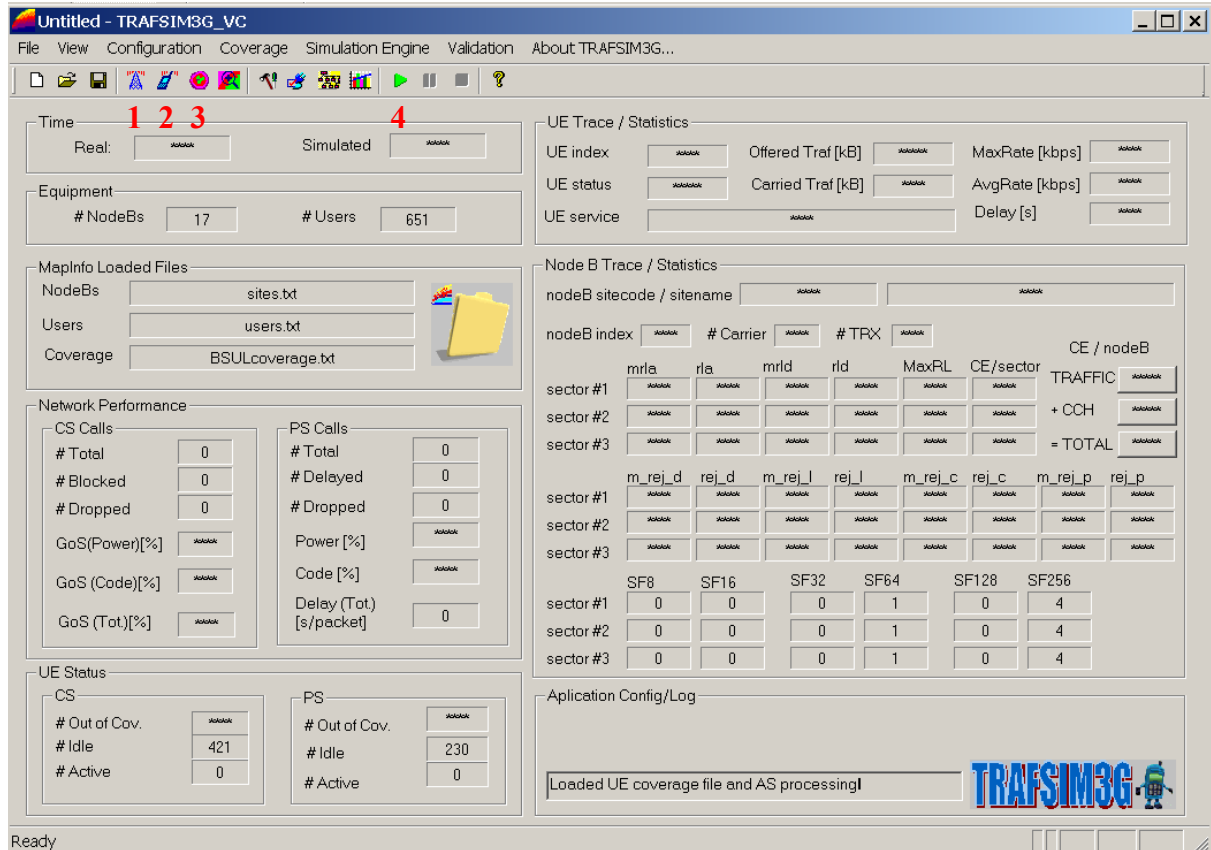 Untitled - TRAFSIM3G_VC
File View Configuration Coverage Simulation Engine Validation About TRAFSIM3G...
1 2 3 4
Time
Real: **** Simulated ****
Equipment
# NodeBs 17 # Users 651
MapInfo Loaded Files
NodeBs sites.txt
Users users.txt
Coverage BSULcoverage.txt
Network Performance
CS Calls
# Total 0
# Blocked 0
# Dropped 0
GoS(Power)[%] ****
GoS (Code)[%] ****
GoS (Tot.)[%] ****
PS Calls
# Total 0
# Delayed 0
# Dropped 0
Power [%] ****
Code [%] ****
Delay (Tot.)
[s/packet] 0
UE Status
CS
# Out of Cov. ****
# Idle 421
# Active 0
PS
# Out of Cov. ****
# Idle 230
# Active 0
UE Trace / Statistics
UE index **** Offered Traf [kB] ***** MaxRate [kbps] ****
UE status ***** Carried Traf [kB] **** AvgRate [kbps] ****
UE service **** Delay [s] ****
Node B Trace / Statistics
nodeB sitecode / sitename **** ****
nodeB index **** # Carrier **** # TRX ****
CE / nodeB
mrla rla mrld rld MaxRL CE/sector
sector #1 **** **** **** **** **** **** TRAFFIC *****
sector #2 **** **** **** **** **** **** + CCH *****
sector #3 **** **** **** **** **** **** = TOTAL *****
m_rej_d rej_d m_rej_l rej_l m_rej_c rej_c m_rej_p rej_p
sector #1 **** **** **** **** **** **** **** ****
sector #2 **** **** **** **** **** **** **** ****
sector #3 **** **** **** **** **** **** **** ****
SF8 SF16 SF32 SF64 SF128 SF256
sector #1 0 0 0 1 0 4
sector #2 0 0 0 1 0 4
sector #3 0 0 0 1 0 4
Aplication Config/Log
Loaded UE coverage file and AS processing!
TRAFSIM3G
Ready